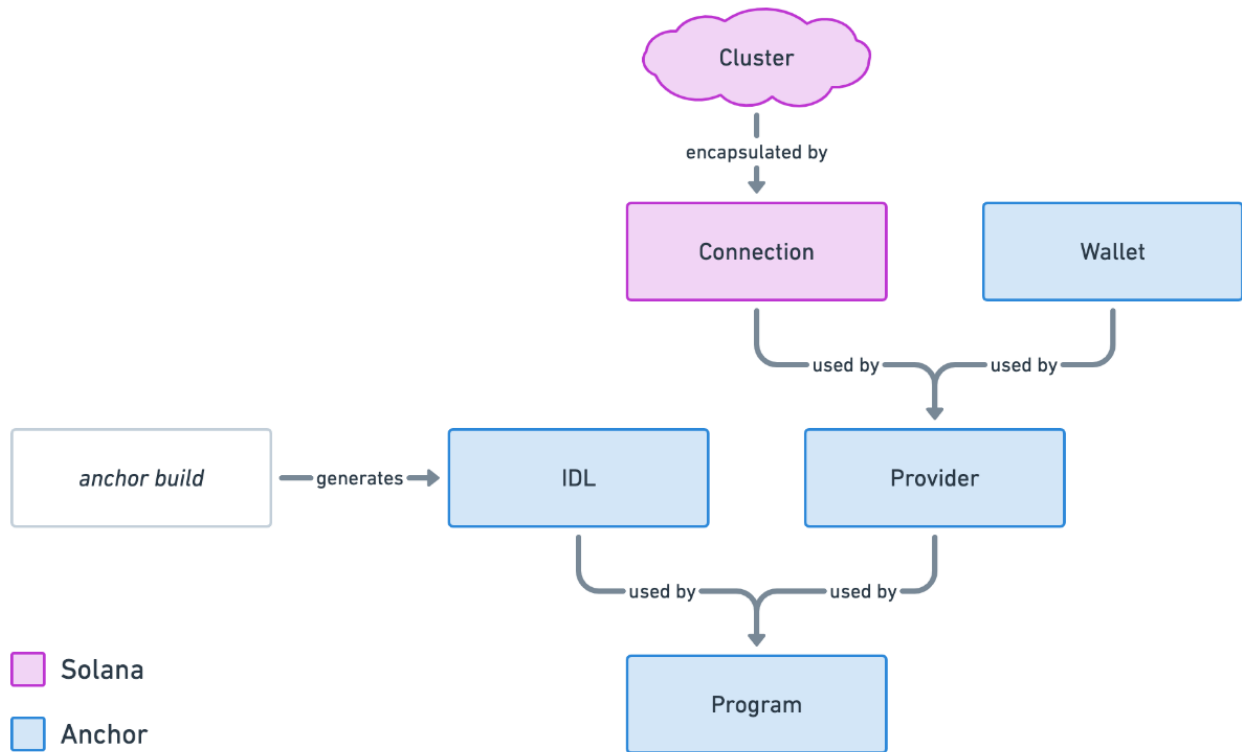 Cluster
encapsulated by
Connection
Wallet
used by
used by
anchor build
generates
IDL
Provider
used by
used by
Solana
Program
Anchor